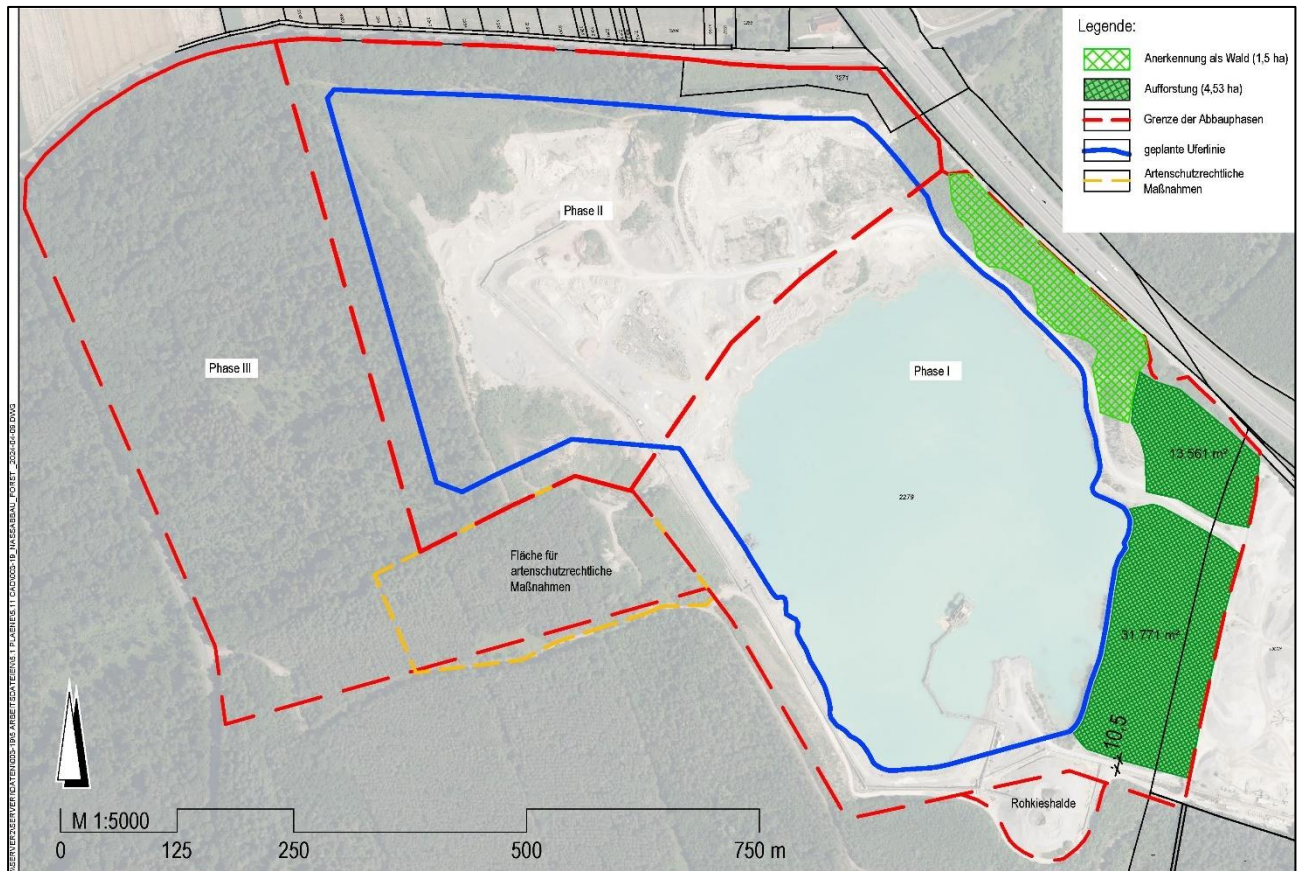 Legende:
Anerkennung als Wald (1,5 ha)
Aufforstung (4,53 ha)
Grenze der Abbauphasen
geplante Uferlinie
Artenschutzrechtliche
Maßnahmen
Phase II
Phase III
Phase I
13 561 m²
2279
Fläche für
artenschutzrechtliche
Maßnahmen
31 771 m²
10,5
Rohkieshalde
M 1:5000
0
125
250
500
750 m